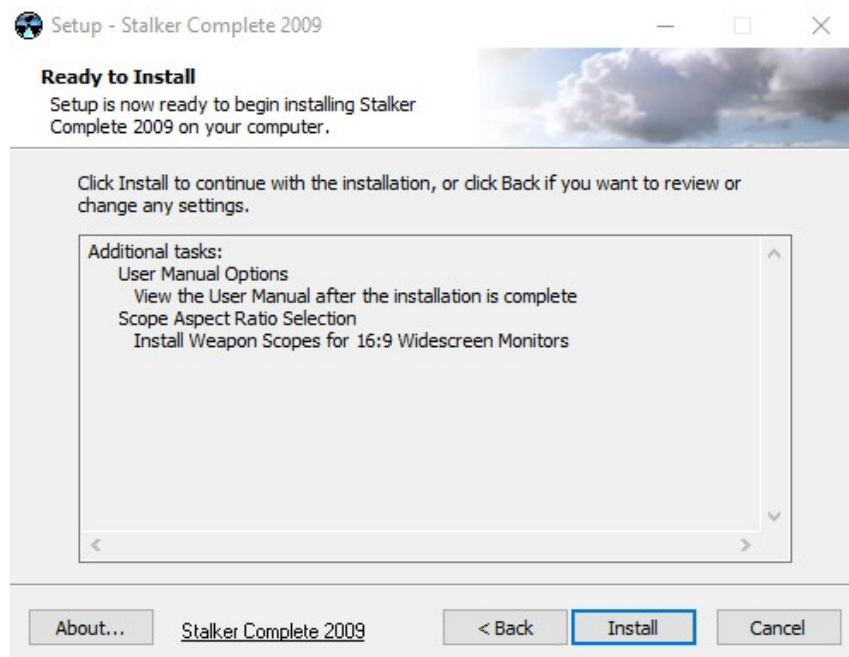 Setup - Stalker Complete 2009
Ready to Install
Setup is now ready to begin installing Stalker
Complete 2009 on your computer.
Click Install to continue with the installation, or click Back if you want to review or
change any settings.
Additional tasks:
User Manual Options
View the User Manual after the installation is complete
Scope Aspect Ratio Selection
Install Weapon Scopes for 16:9 Widescreen Monitors
About...
Stalker Complete 2009
< Back
Install
Cancel